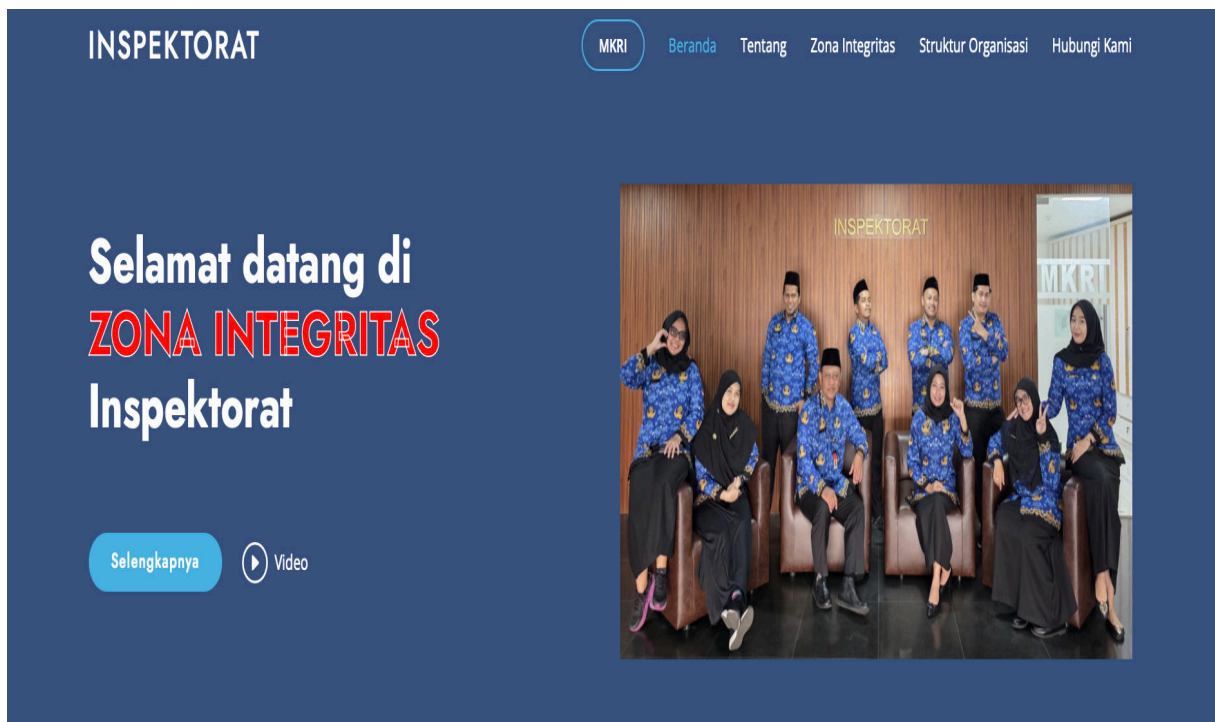 INSPEKTORAT
MKRI Beranda Tentang Zona Integritas Struktur Organisasi Hubungi Kami
Selamat datang di
ZONA INTEGRITAS
Inspektorat
Selengkapnya Video
INSPEKTORAT
MKRI